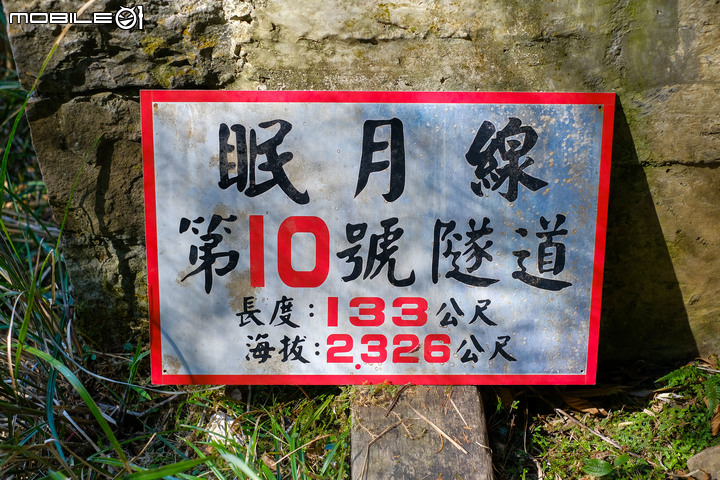 MOBILE01
眠月線
第10號隧道
長度:133公尺
海拔:2326公尺